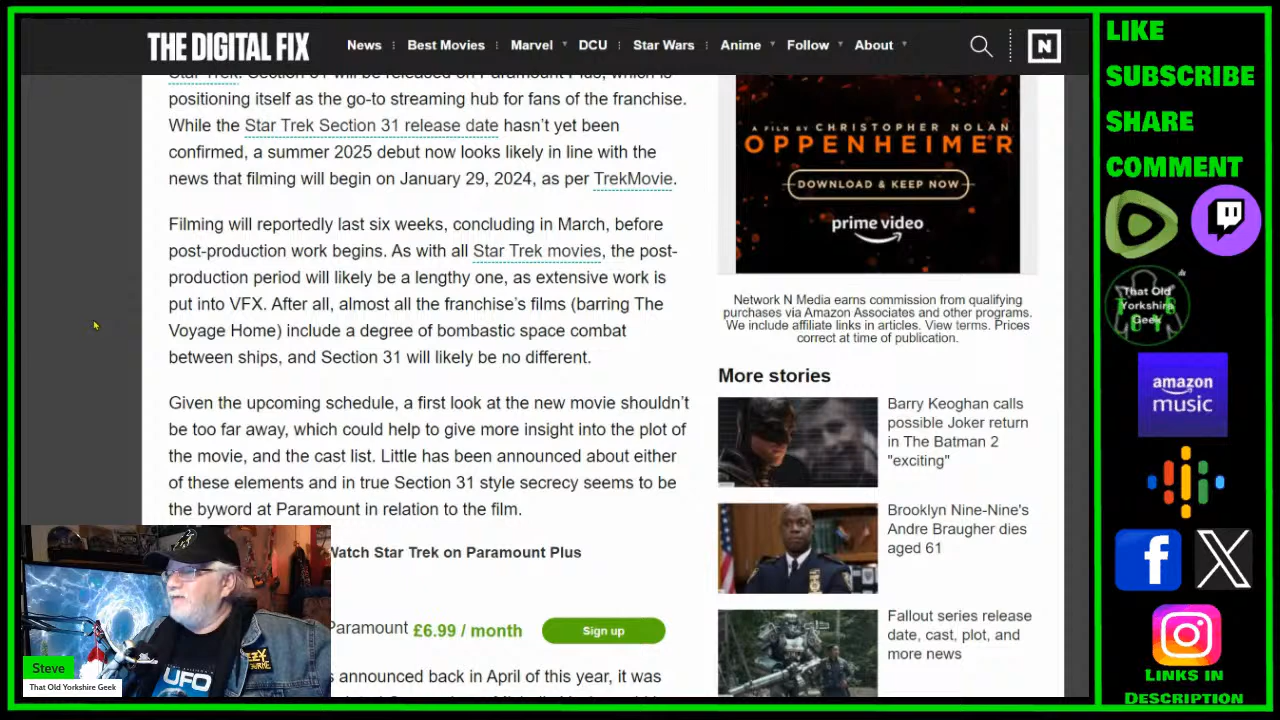 THE DIGITAL FIX
News
Best Movies
Marvel
DCU
Star Wars
Anime
Follow
About
N
Star Trek: Section 31 will be released on Paramount Plus, which is
positioning itself as the go-to streaming hub for fans of the franchise.
While the Star Trek Section 31 release date hasn't yet been
confirmed, a summer 2025 debut now looks likely in line with the
news that filming will begin on January 29, 2024, as per TrekMovie.
Filming will reportedly last six weeks, concluding in March, before
post-production work begins. As with all Star Trek movies, the post-
production period will likely be a lengthy one, as extensive work is
put into VFX. After all, almost all the franchise's films (barring The
Voyage Home) include a degree of bombastic space combat
between ships, and Section 31 will likely be no different.
Given the upcoming schedule, a first look at the new movie shouldn't
be too far away, which could help to give more insight into the plot of
the movie, and the cast list. Little has been announced about either
of these elements and in true Section 31 style secrecy seems to be
the byword at Paramount in relation to the film.
Watch Star Trek on Paramount Plus
Paramount £6.99 / month
Sign up
announced back in April of this year, it was
A FILM BY CHRISTOPHER NOLAN
OPPENHEIMER
DOWNLOAD & KEEP NOW
prime video
Network N Media earns commission from qualifying
purchases via Amazon Associates and other programs.
We include affiliate links in articles. View terms. Prices
correct at time of publication.
More stories
Barry Keoghan calls
possible Joker return
in The Batman 2
"exciting"
Brooklyn Nine-Nine's
Andre Braugher dies
aged 61
Fallout series release
date, cast, plot, and
more news
UFO
Steve
That Old Yorkshire Geek
LIKE
SUBSCRIBE
SHARE
COMMENT
That Old
Yorkshire
Geek
amazon
music
f
X
LINKS IN
DESCRIPTION